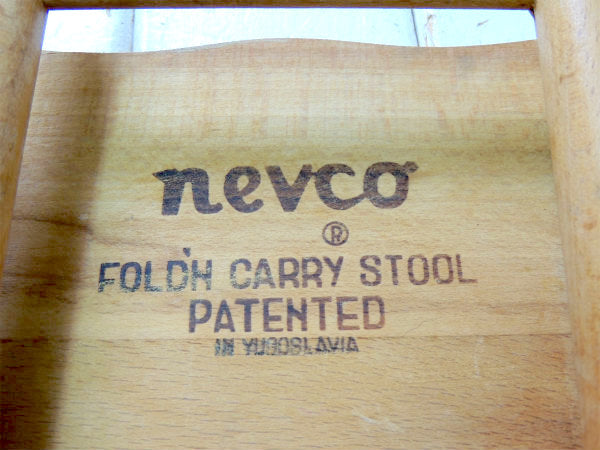 nevco
®
FOLD'N CARRY STOOL
PATENTED
IN YUGOSLAVIA